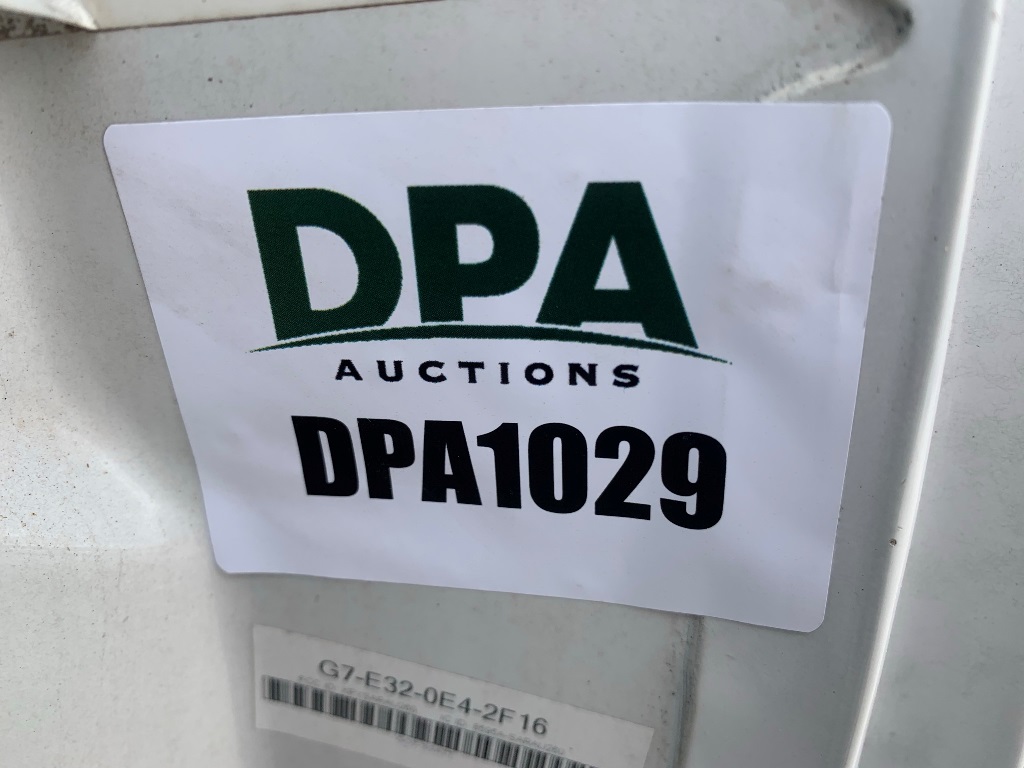 DPA
AUCTIONS
DPA1029
G7-E32-0E4-2F16